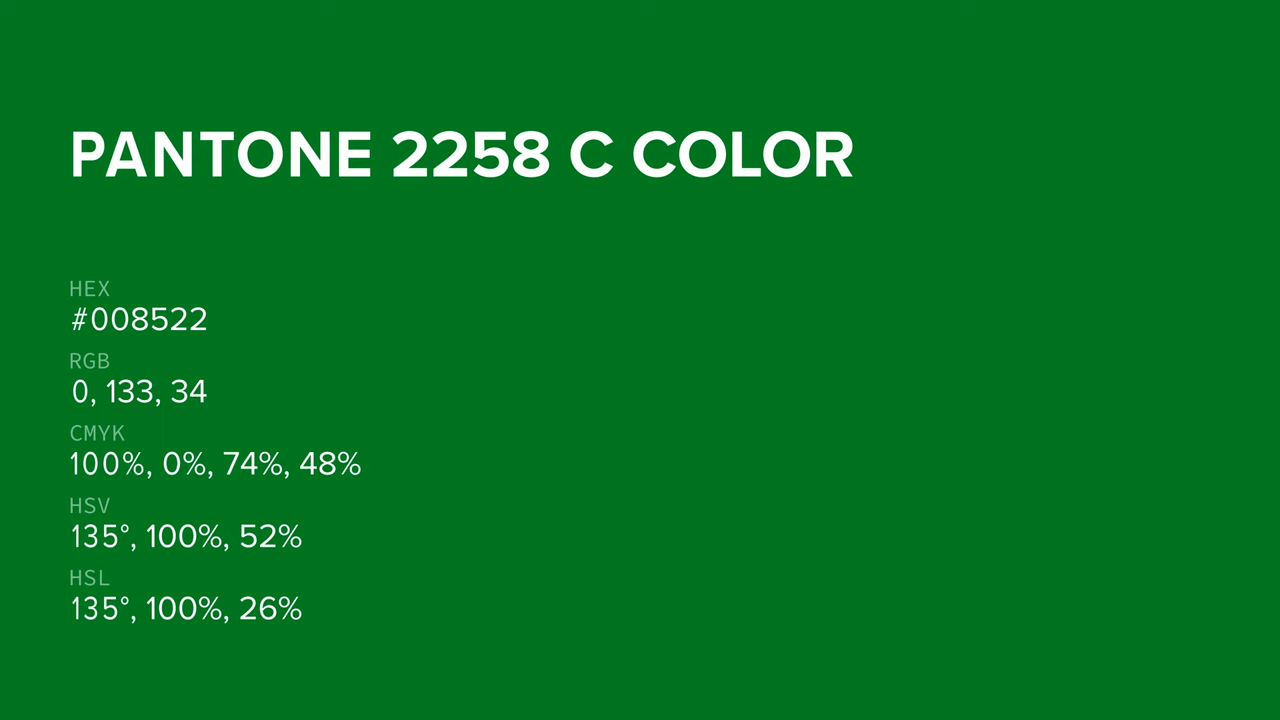 PANTONE 2258 C COLOR
HEX
#008522
RGB
0, 133, 34
CMYK
100%, 0%, 74%, 48%
HSV
135°, 100%, 52%
HSL
135°, 100%, 26%